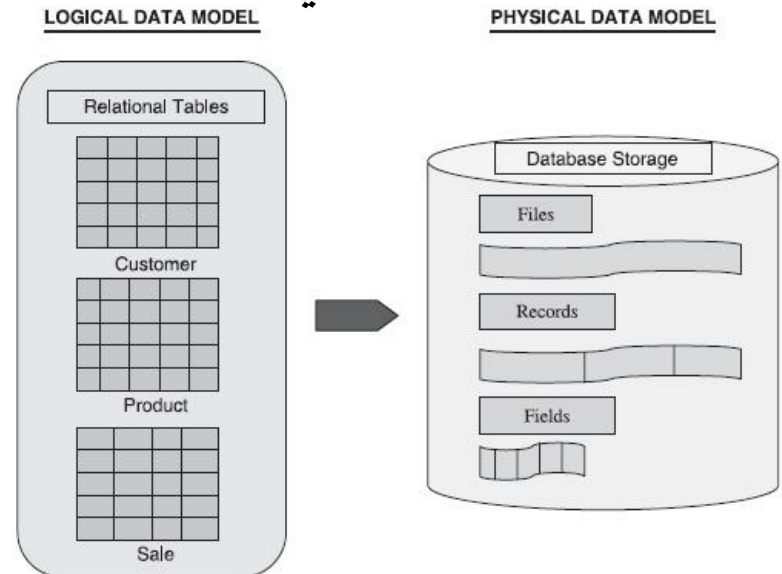 LOGICAL DATA MODEL
PHYSICAL DATA MODEL
Relational Tables
Customer
Product
Sale
Database Storage
Files
Records
Fields